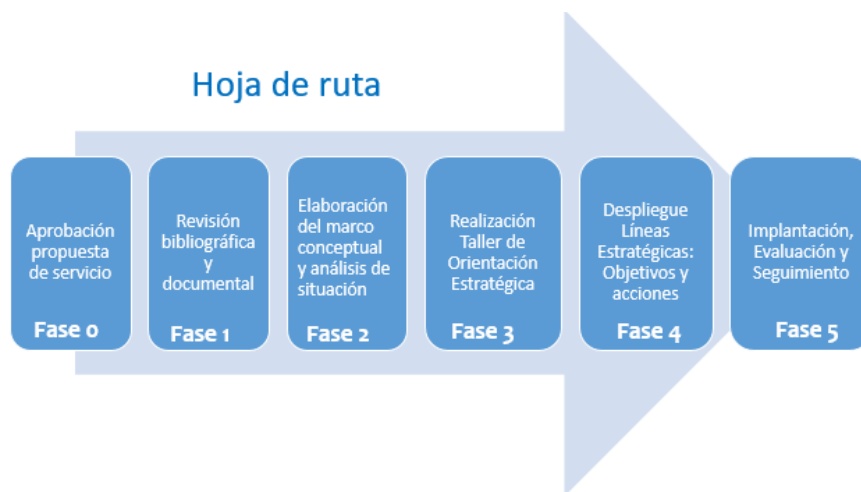 Hoja de ruta
Aprobación
propuesta
de servicio
Fase 0
Revisión
bibliográfica
y
documental
Fase 1
Elaboración
del marco
conceptual
y análisis de
situación
Fase 2
Realización
Taller de
Orientación
Estratégica
Fase 3
Despliegue
Líneas
Estratégicas:
Objetivos y
acciones
Fase 4
Implantación,
Evaluación y
Seguimiento
Fase 5